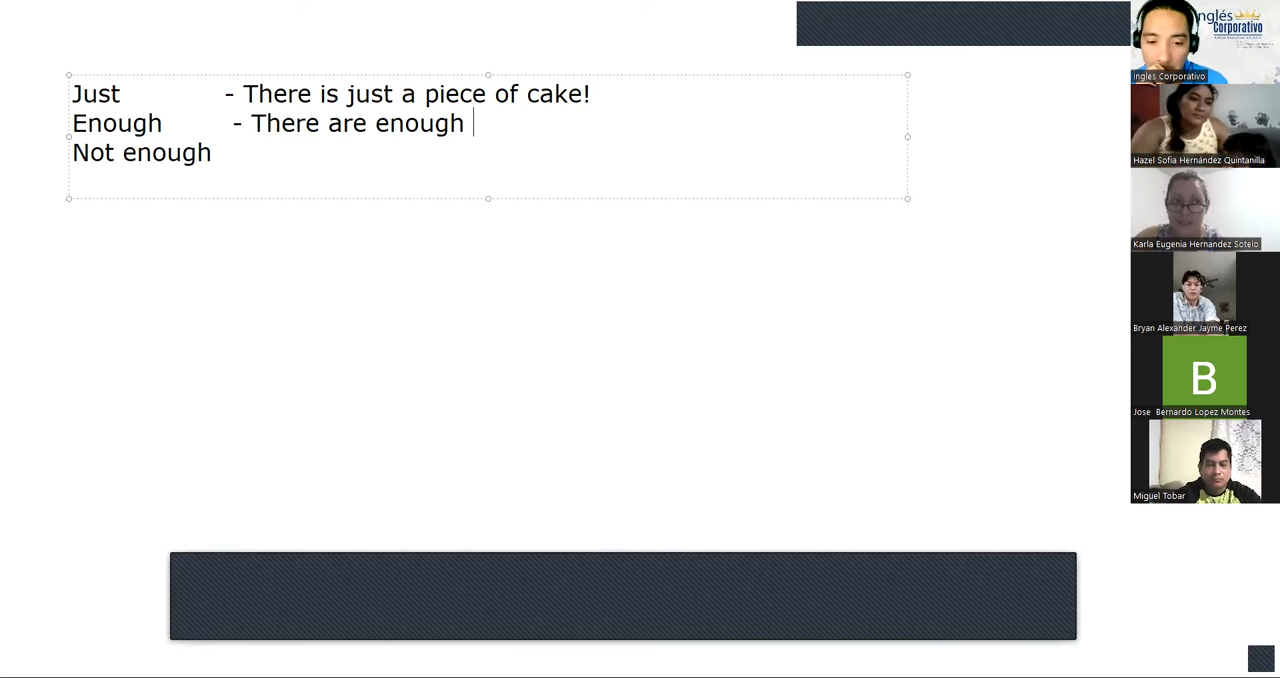 Just - There is just a piece of cake!
Enough - There are enough
Not enough
Inglés
Corporativo
Ingles Corporativo
Hazel Sofia Hernández Quintanilla
Karla Eugenia Hernandez Sotelo
Bryan Alexander Jayme Perez
B
Jose Bernardo Lopez Montes
Miguel Tobar